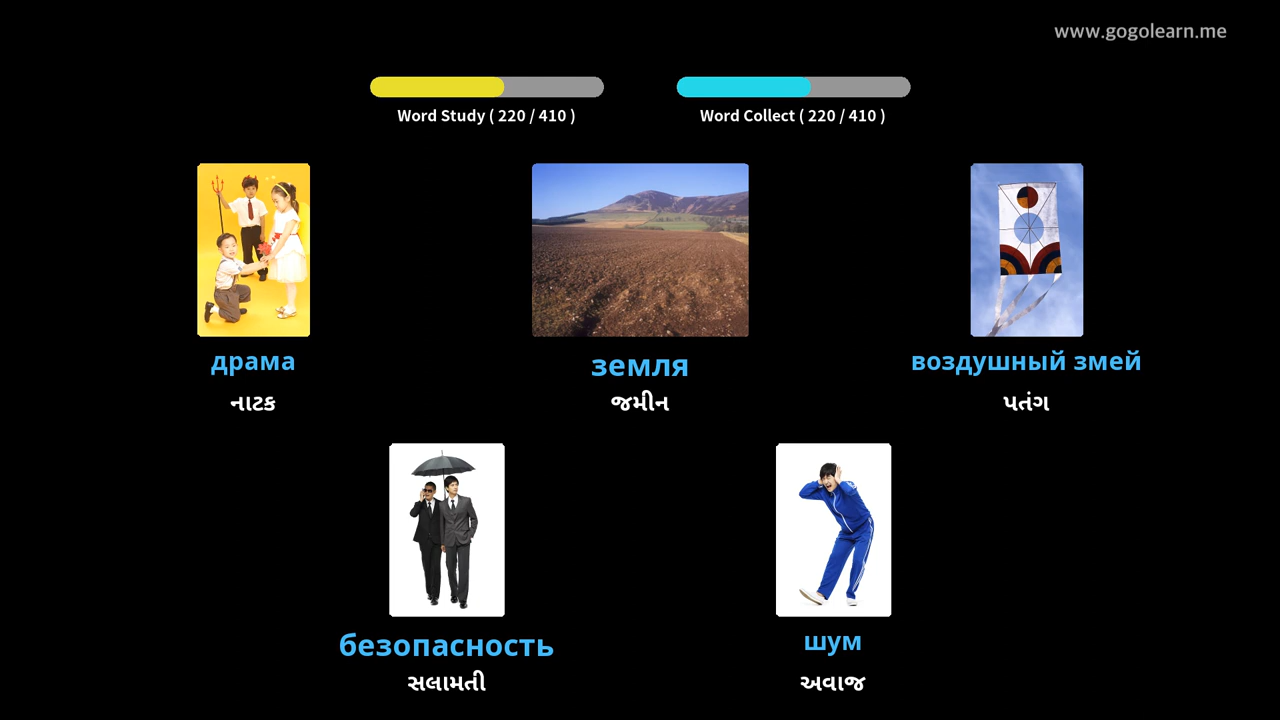 www.gogolearn.me
Word Study ( 220 / 410 )
Word Collect ( 220 / 410 )
драма
નાટક
земля
જમીન
воздушный змей
પતંગ
безопасность
સલામતી
шум
અવાજ